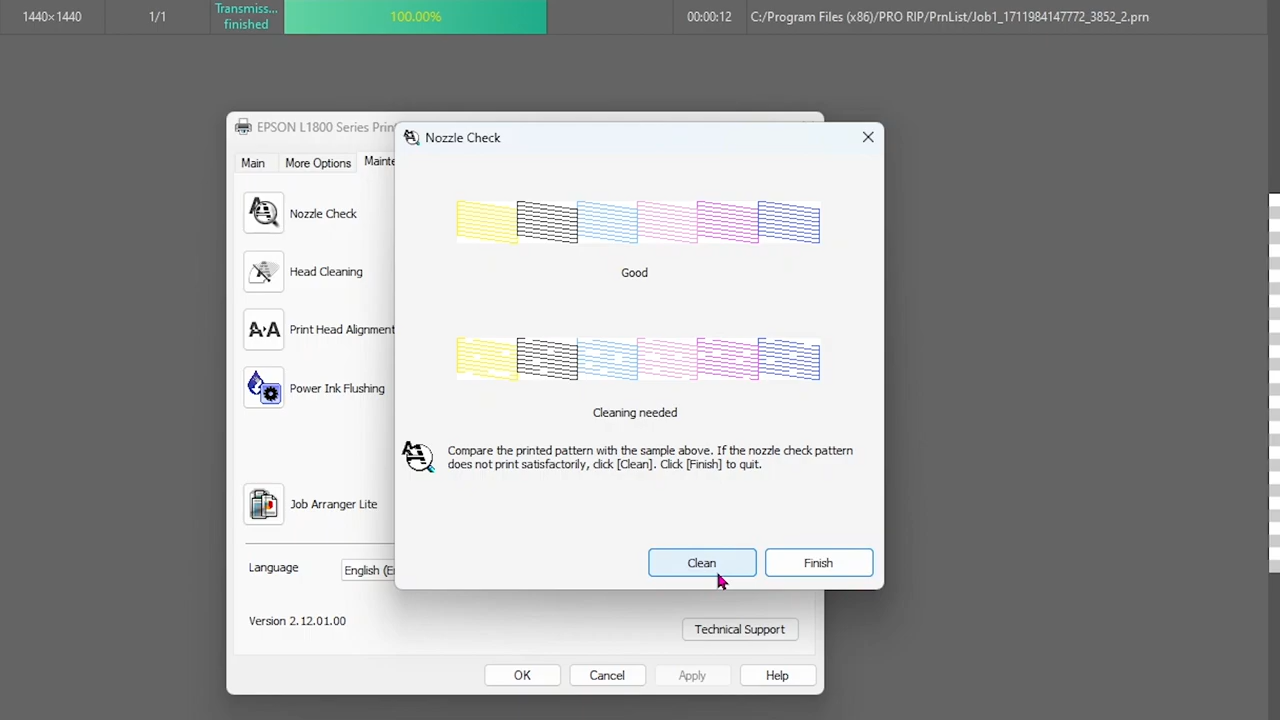 1440×1440 1/1 Transmiss... finished 100.00% 00:00:12 C:/Program Files (x86)/PRO RIP/PrnList/Job1_1711984147772_3852_2.prn
EPSON L1800 Series Prin
Nozzle Check
Main More Options Mainte
Nozzle Check
Good
Head Cleaning
Print Head Alignment
Power Ink Flushing
Cleaning needed
Compare the printed pattern with the sample above. If the nozzle check pattern
does not print satisfactorily, click [Clean]. Click [Finish] to quit.
Job Arranger Lite
Clean Finish
Language English (E
Version 2.12.01.00
Technical Support
OK Cancel Apply Help